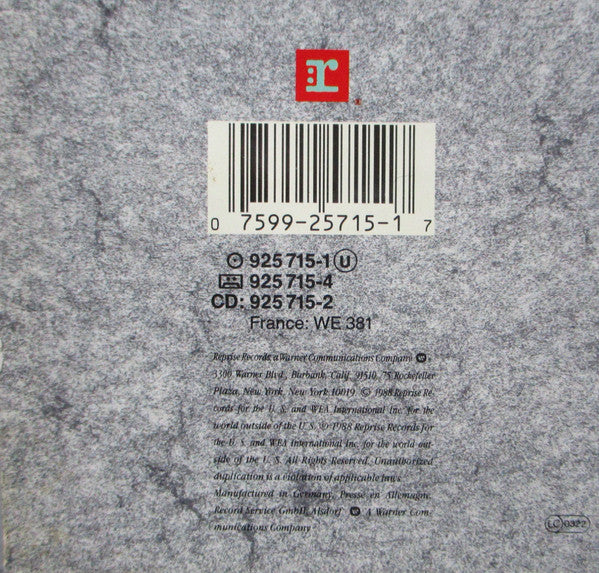 :r
0 7599-25715-1 7
925 715-1 U
925 715-4
CD: 925 715-2
France: WE 381
Reprise Records, a Warner Communications Company W ,
3300 Warner Blvd., Burbank, Calif. 91510, 75 Rockefeller
Plaza, New York, New York 10019. © 1988 Reprise Re-
cords for the U. S. and WEA International Inc. for the
world outside of the U. S. ℗ 1988 Reprise Records for
the U. S. and WEA International Inc. for the world out-
side of the U. S. All Rights Reserved. Unauthorized
duplication is a violation of applicable laws.
Manufactured in Germany, Pressé en Allemagne,
Record Service GmbH, Alsdorf. W A Warner Com-
munications Company
LC 0322